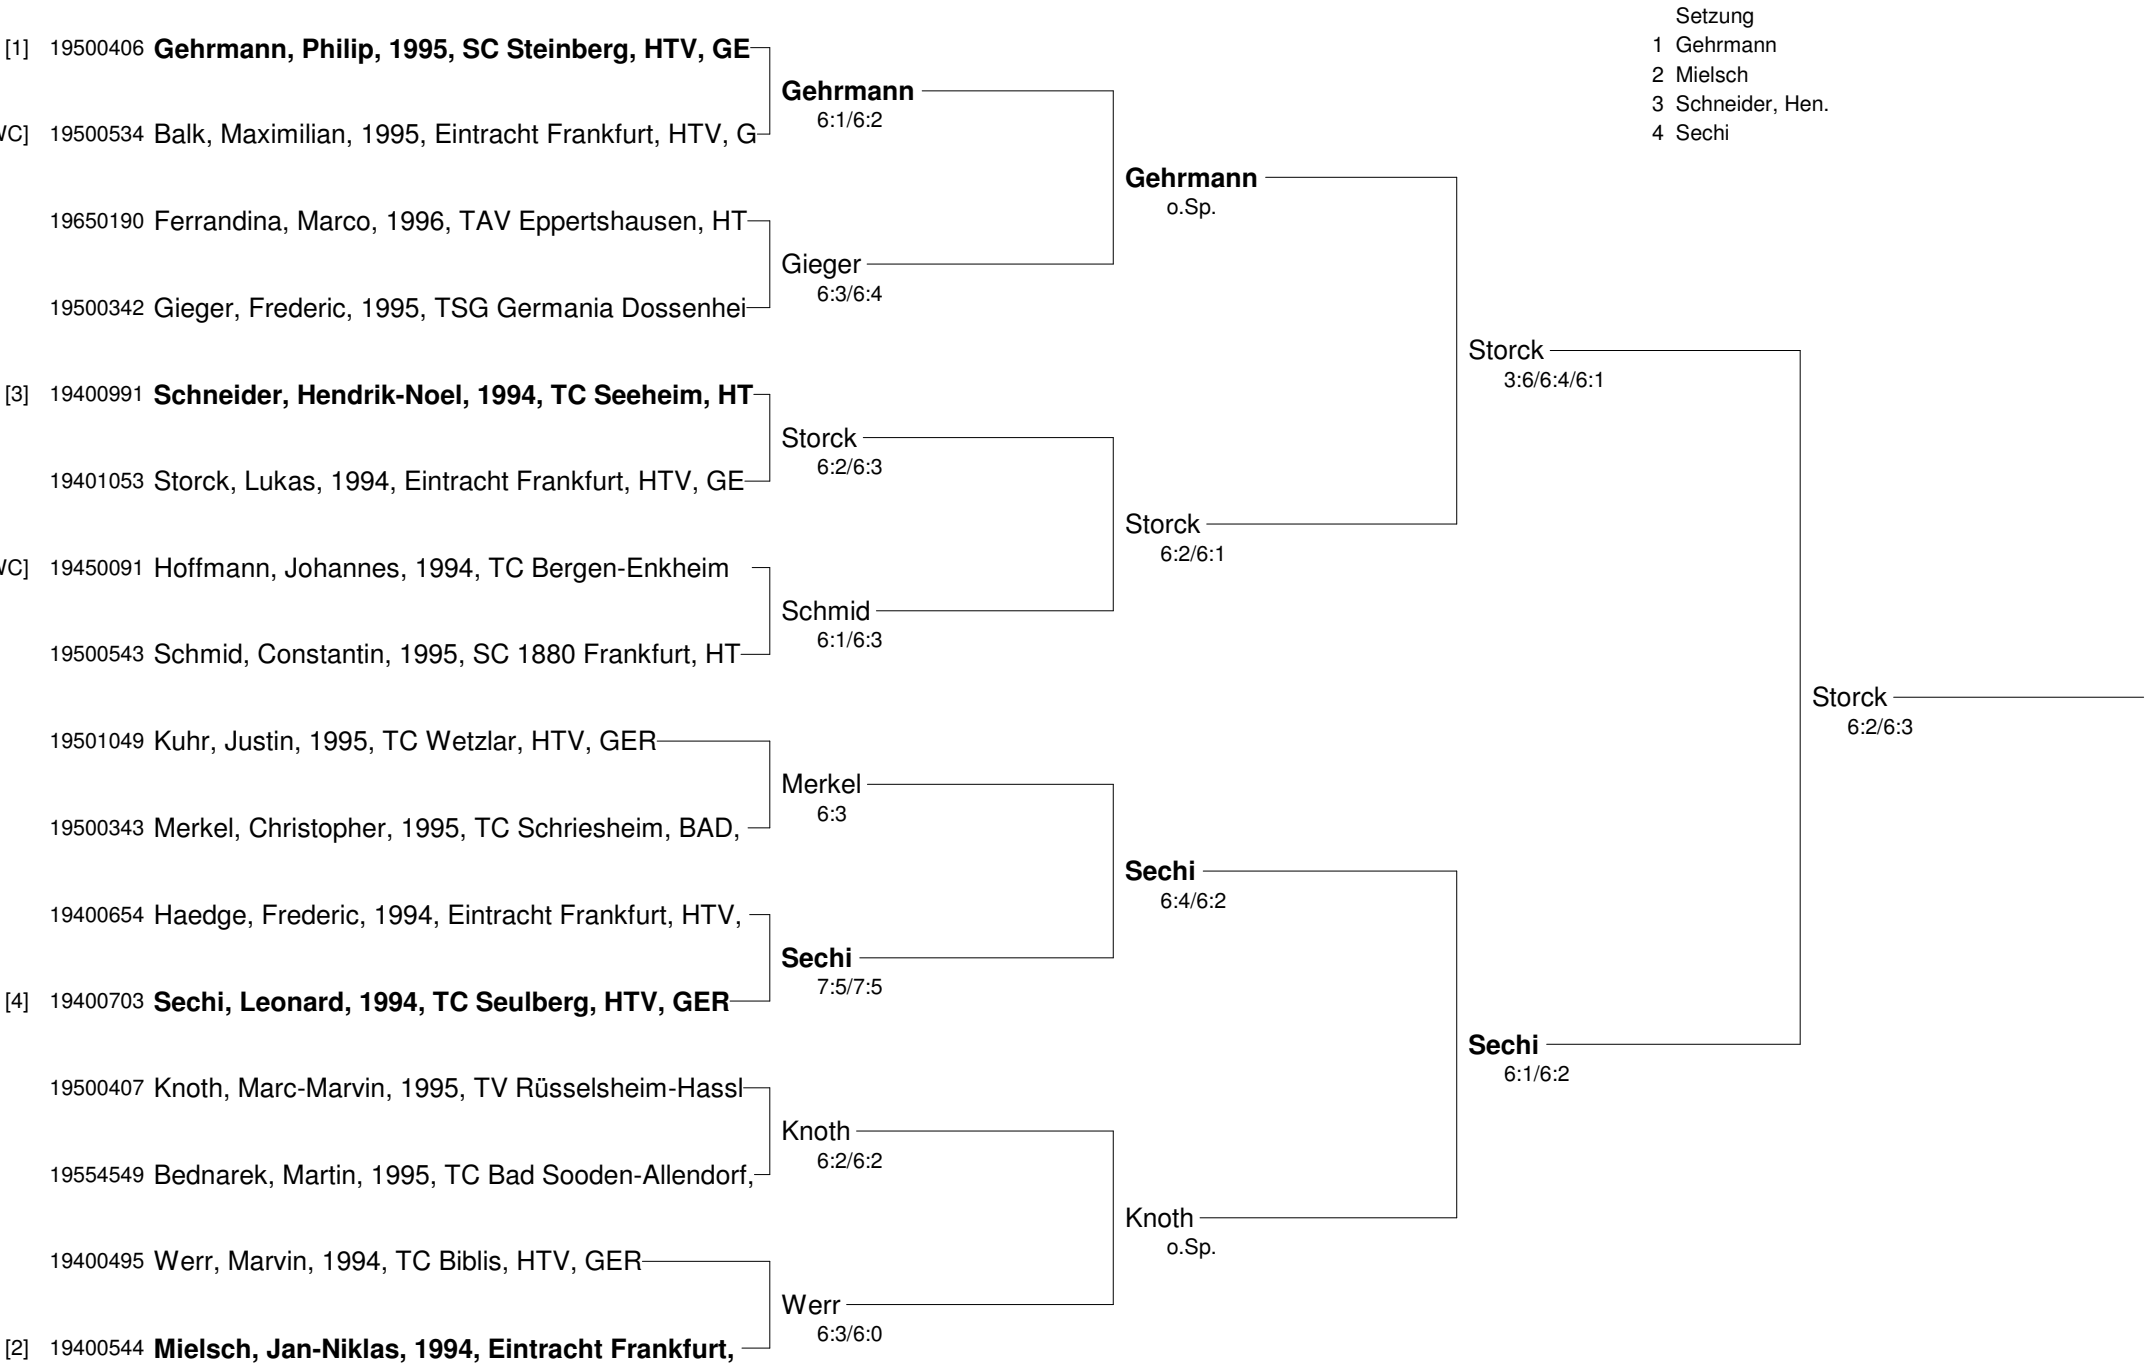 Setzung
1 Gehrmann
2 Mielsch
3 Schneider, Hen.
4 Sechi
[1] 19500406 Gehrmann, Philip, 1995, SC Steinberg, HTV, GE
Gehrmann
6:1/6:2
VC] 19500534 Balk, Maximilian, 1995, Eintracht Frankfurt, HTV, G
Gehrmann
o.Sp.
19650190 Ferrandina, Marco, 1996, TAV Eppertshausen, HT
Gieger
6:3/6:4
19500342 Gieger, Frederic, 1995, TSG Germania Dossenhei
Storck
3:6/6:4/6:1
[3] 19400991 Schneider, Hendrik-Noel, 1994, TC Seeheim, HT
Storck
6:2/6:3
19401053 Storck, Lukas, 1994, Eintracht Frankfurt, HTV, GE
Storck
6:2/6:1
VC] 19450091 Hoffmann, Johannes, 1994, TC Bergen-Enkheim
Schmid
6:1/6:3
19500543 Schmid, Constantin, 1995, SC 1880 Frankfurt, HT
Storck
6:2/6:3
19501049 Kuhr, Justin, 1995, TC Wetzlar, HTV, GER
Merkel
6:3
19500343 Merkel, Christopher, 1995, TC Schriesheim, BAD,
Sechi
6:4/6:2
19400654 Haedge, Frederic, 1994, Eintracht Frankfurt, HTV,
Sechi
7:5/7:5
[4] 19400703 Sechi, Leonard, 1994, TC Seulberg, HTV, GER
Sechi
6:1/6:2
19500407 Knoth, Marc-Marvin, 1995, TV Rüsselsheim-Hassl
Knoth
6:2/6:2
19554549 Bednarek, Martin, 1995, TC Bad Sooden-Allendorf,
Knoth
o.Sp.
19400495 Werr, Marvin, 1994, TC Biblis, HTV, GER
Werr
6:3/6:0
[2] 19400544 Mielsch, Jan-Niklas, 1994, Eintracht Frankfurt,